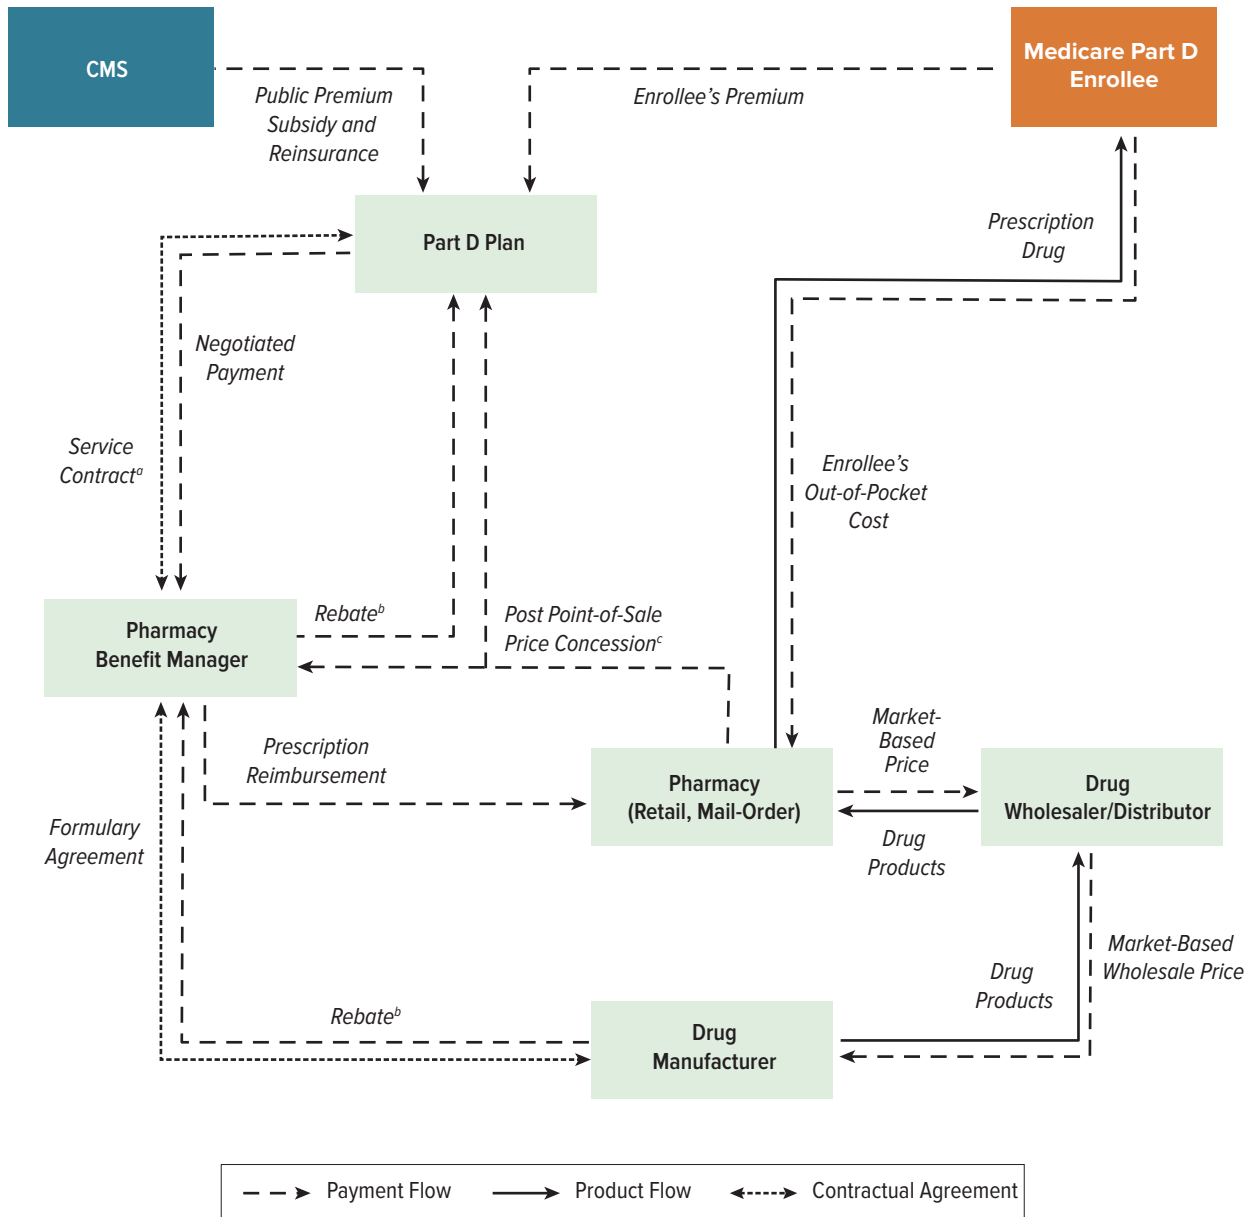 CMS
Medicare Part D
Enrollee
Public Premium
Subsidy and
Reinsurance
Enrollee’s Premium
Part D Plan
Prescription
Drug
Negotiated
Payment
Service
Contractᵃ
Enrollee’s
Out-of-Pocket
Cost
Pharmacy
Benefit Manager
Rebateᵇ
Post Point-of-Sale
Price Concessionᶜ
Prescription
Reimbursement
Market-
Based
Price
Pharmacy
(Retail, Mail-Order)
Drug
Wholesaler/Distributor
Formulary
Agreement
Drug
Products
Market-Based
Wholesale Price
Drug
Products
Rebateᵇ
Drug
Manufacturer
Payment Flow
Product Flow
Contractual Agreement